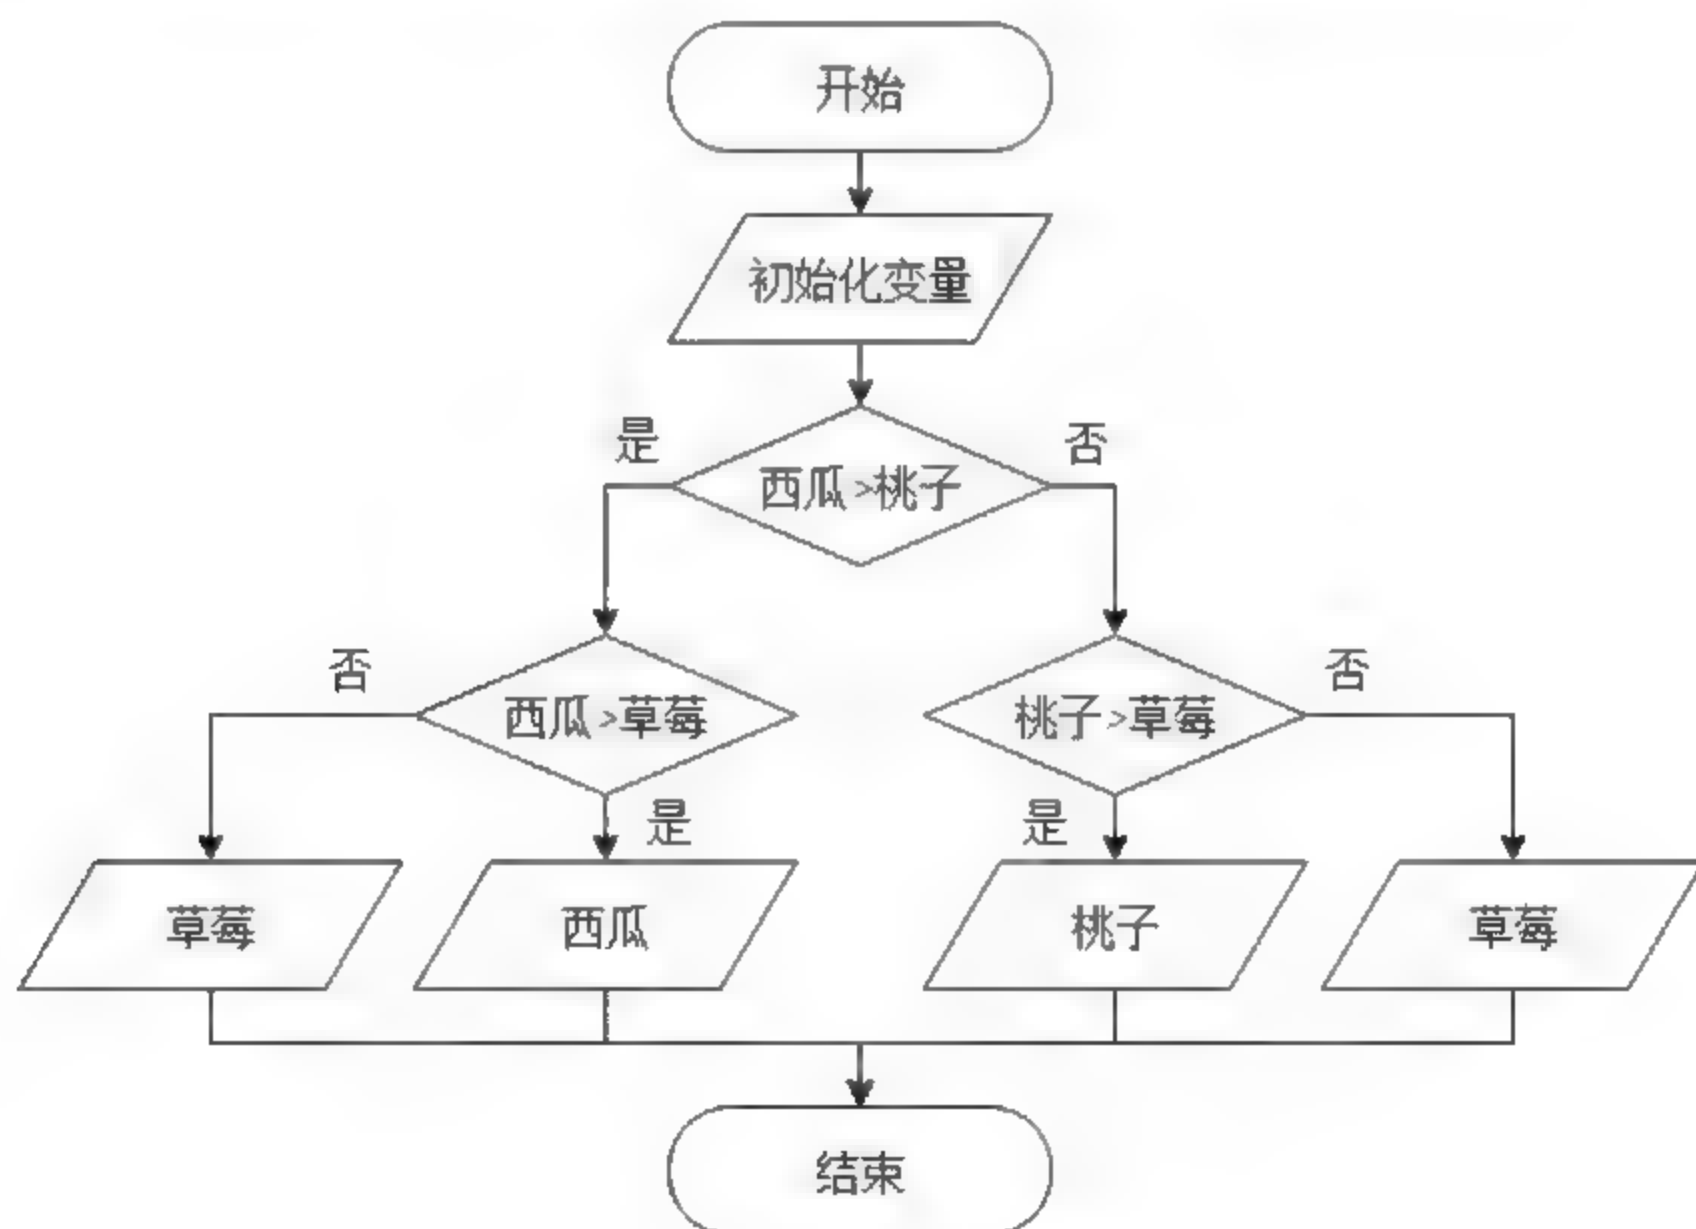 开始
初始化变量
是
否
西瓜>桃子
否
否
西瓜>草莓
桃子>草莓
是
是
草莓
西瓜
桃子
草莓
结束